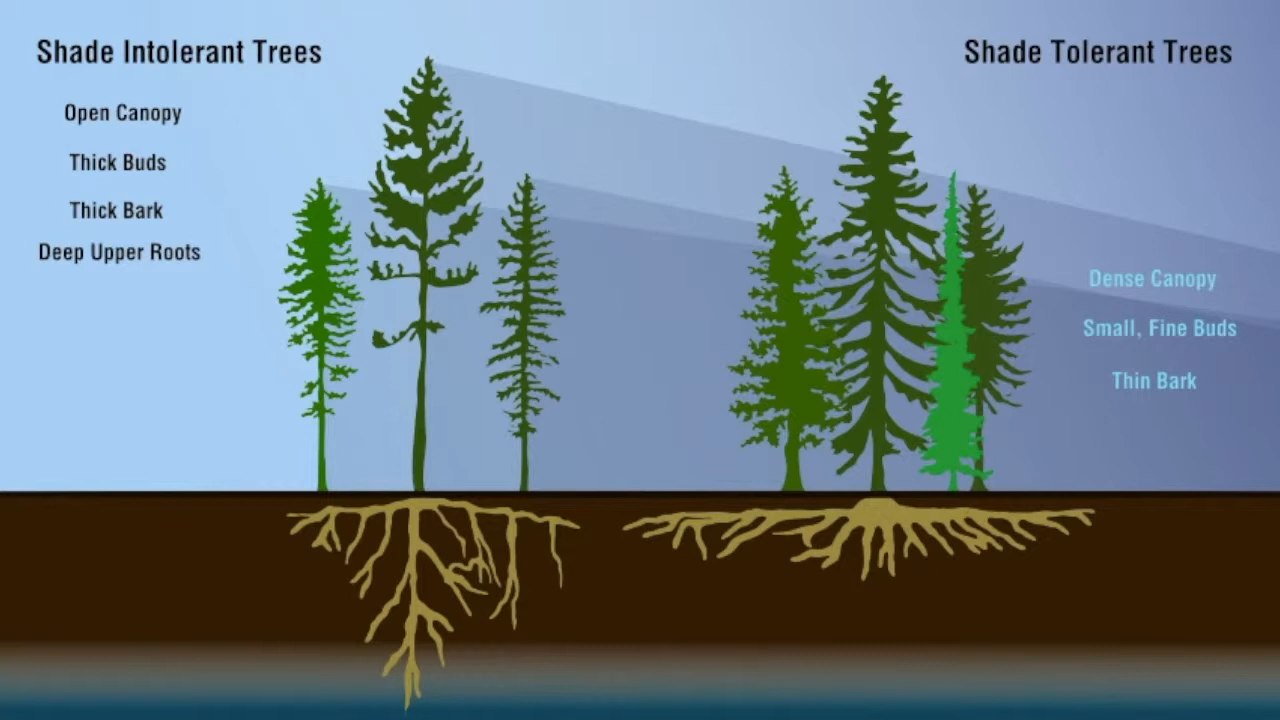 Shade Intolerant Trees
Open Canopy
Thick Buds
Thick Bark
Deep Upper Roots
Shade Tolerant Trees
Dense Canopy
Small, Fine Buds
Thin Bark